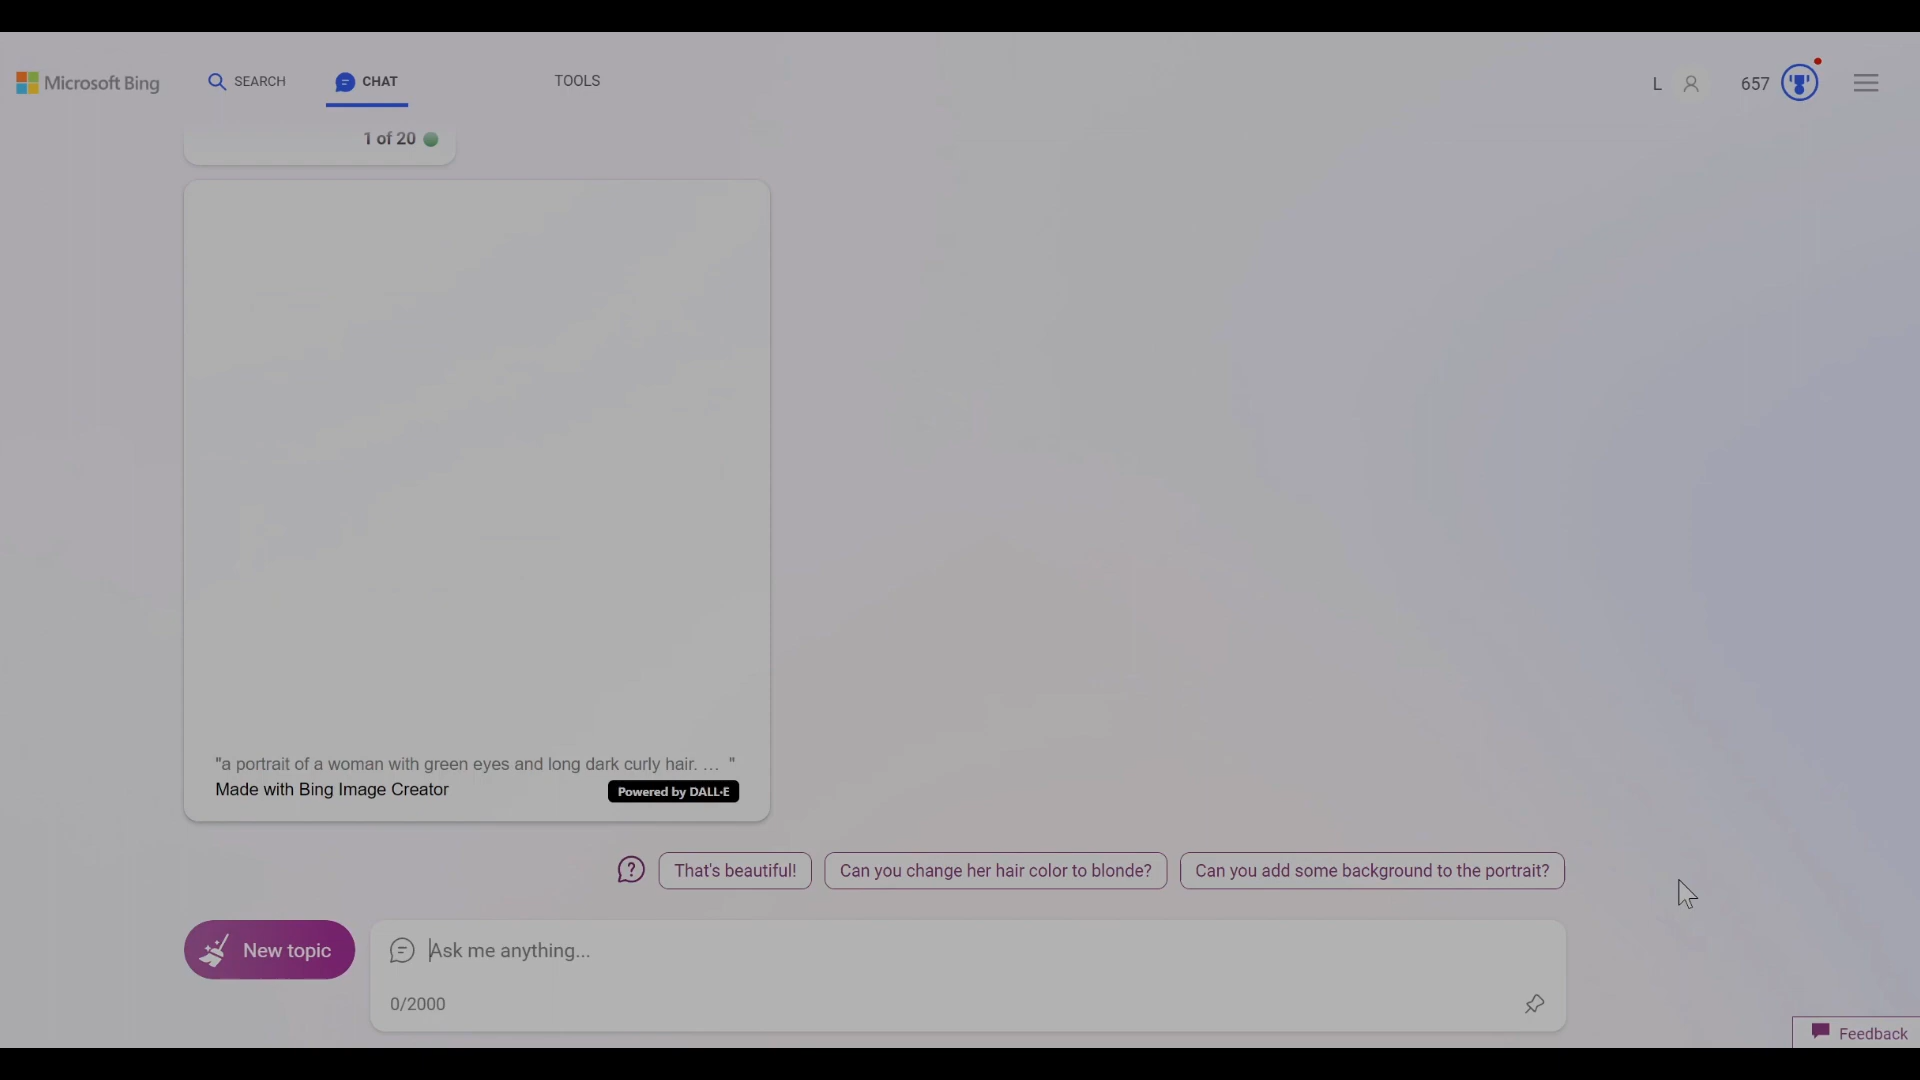 Microsoft Bing
SEARCH
CHAT
TOOLS
L
657
1 of 20
"a portrait of a woman with green eyes and long dark curly hair. ... "
Made with Bing Image Creator
Powered by DALL·E
That's beautiful!
Can you change her hair color to blonde?
Can you add some background to the portrait?
New topic
Ask me anything...
0/2000
Feedback